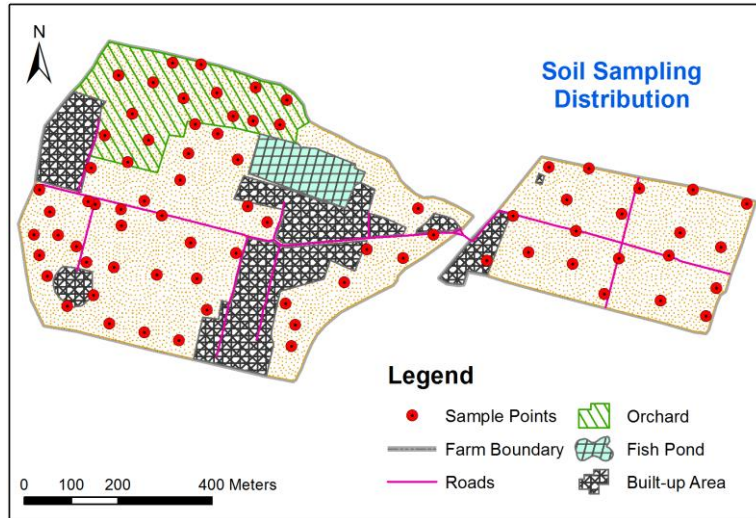 N
Soil Sampling
Distribution
Legend
Sample Points
Orchard
Farm Boundary
Fish Pond
Roads
Built-up Area
0 100 200 400 Meters